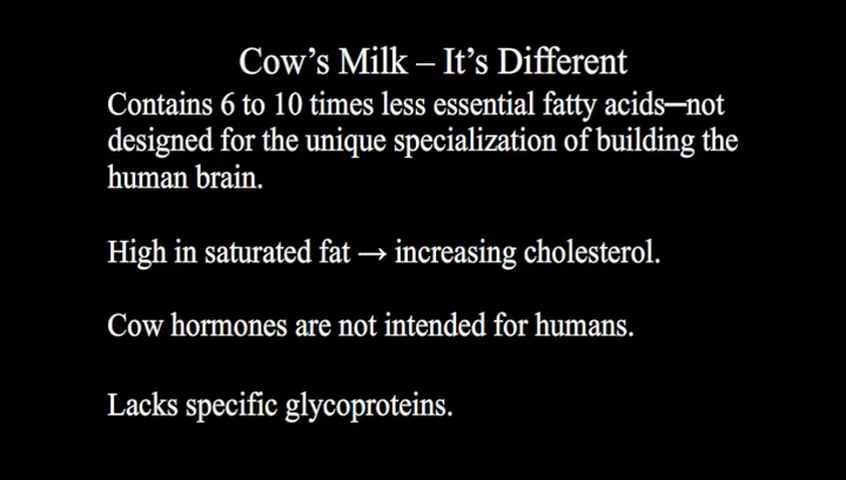 Cow's Milk – It's Different
Contains 6 to 10 times less essential fatty acids—not
designed for the unique specialization of building the
human brain.
High in saturated fat → increasing cholesterol.
Cow hormones are not intended for humans.
Lacks specific glycoproteins.